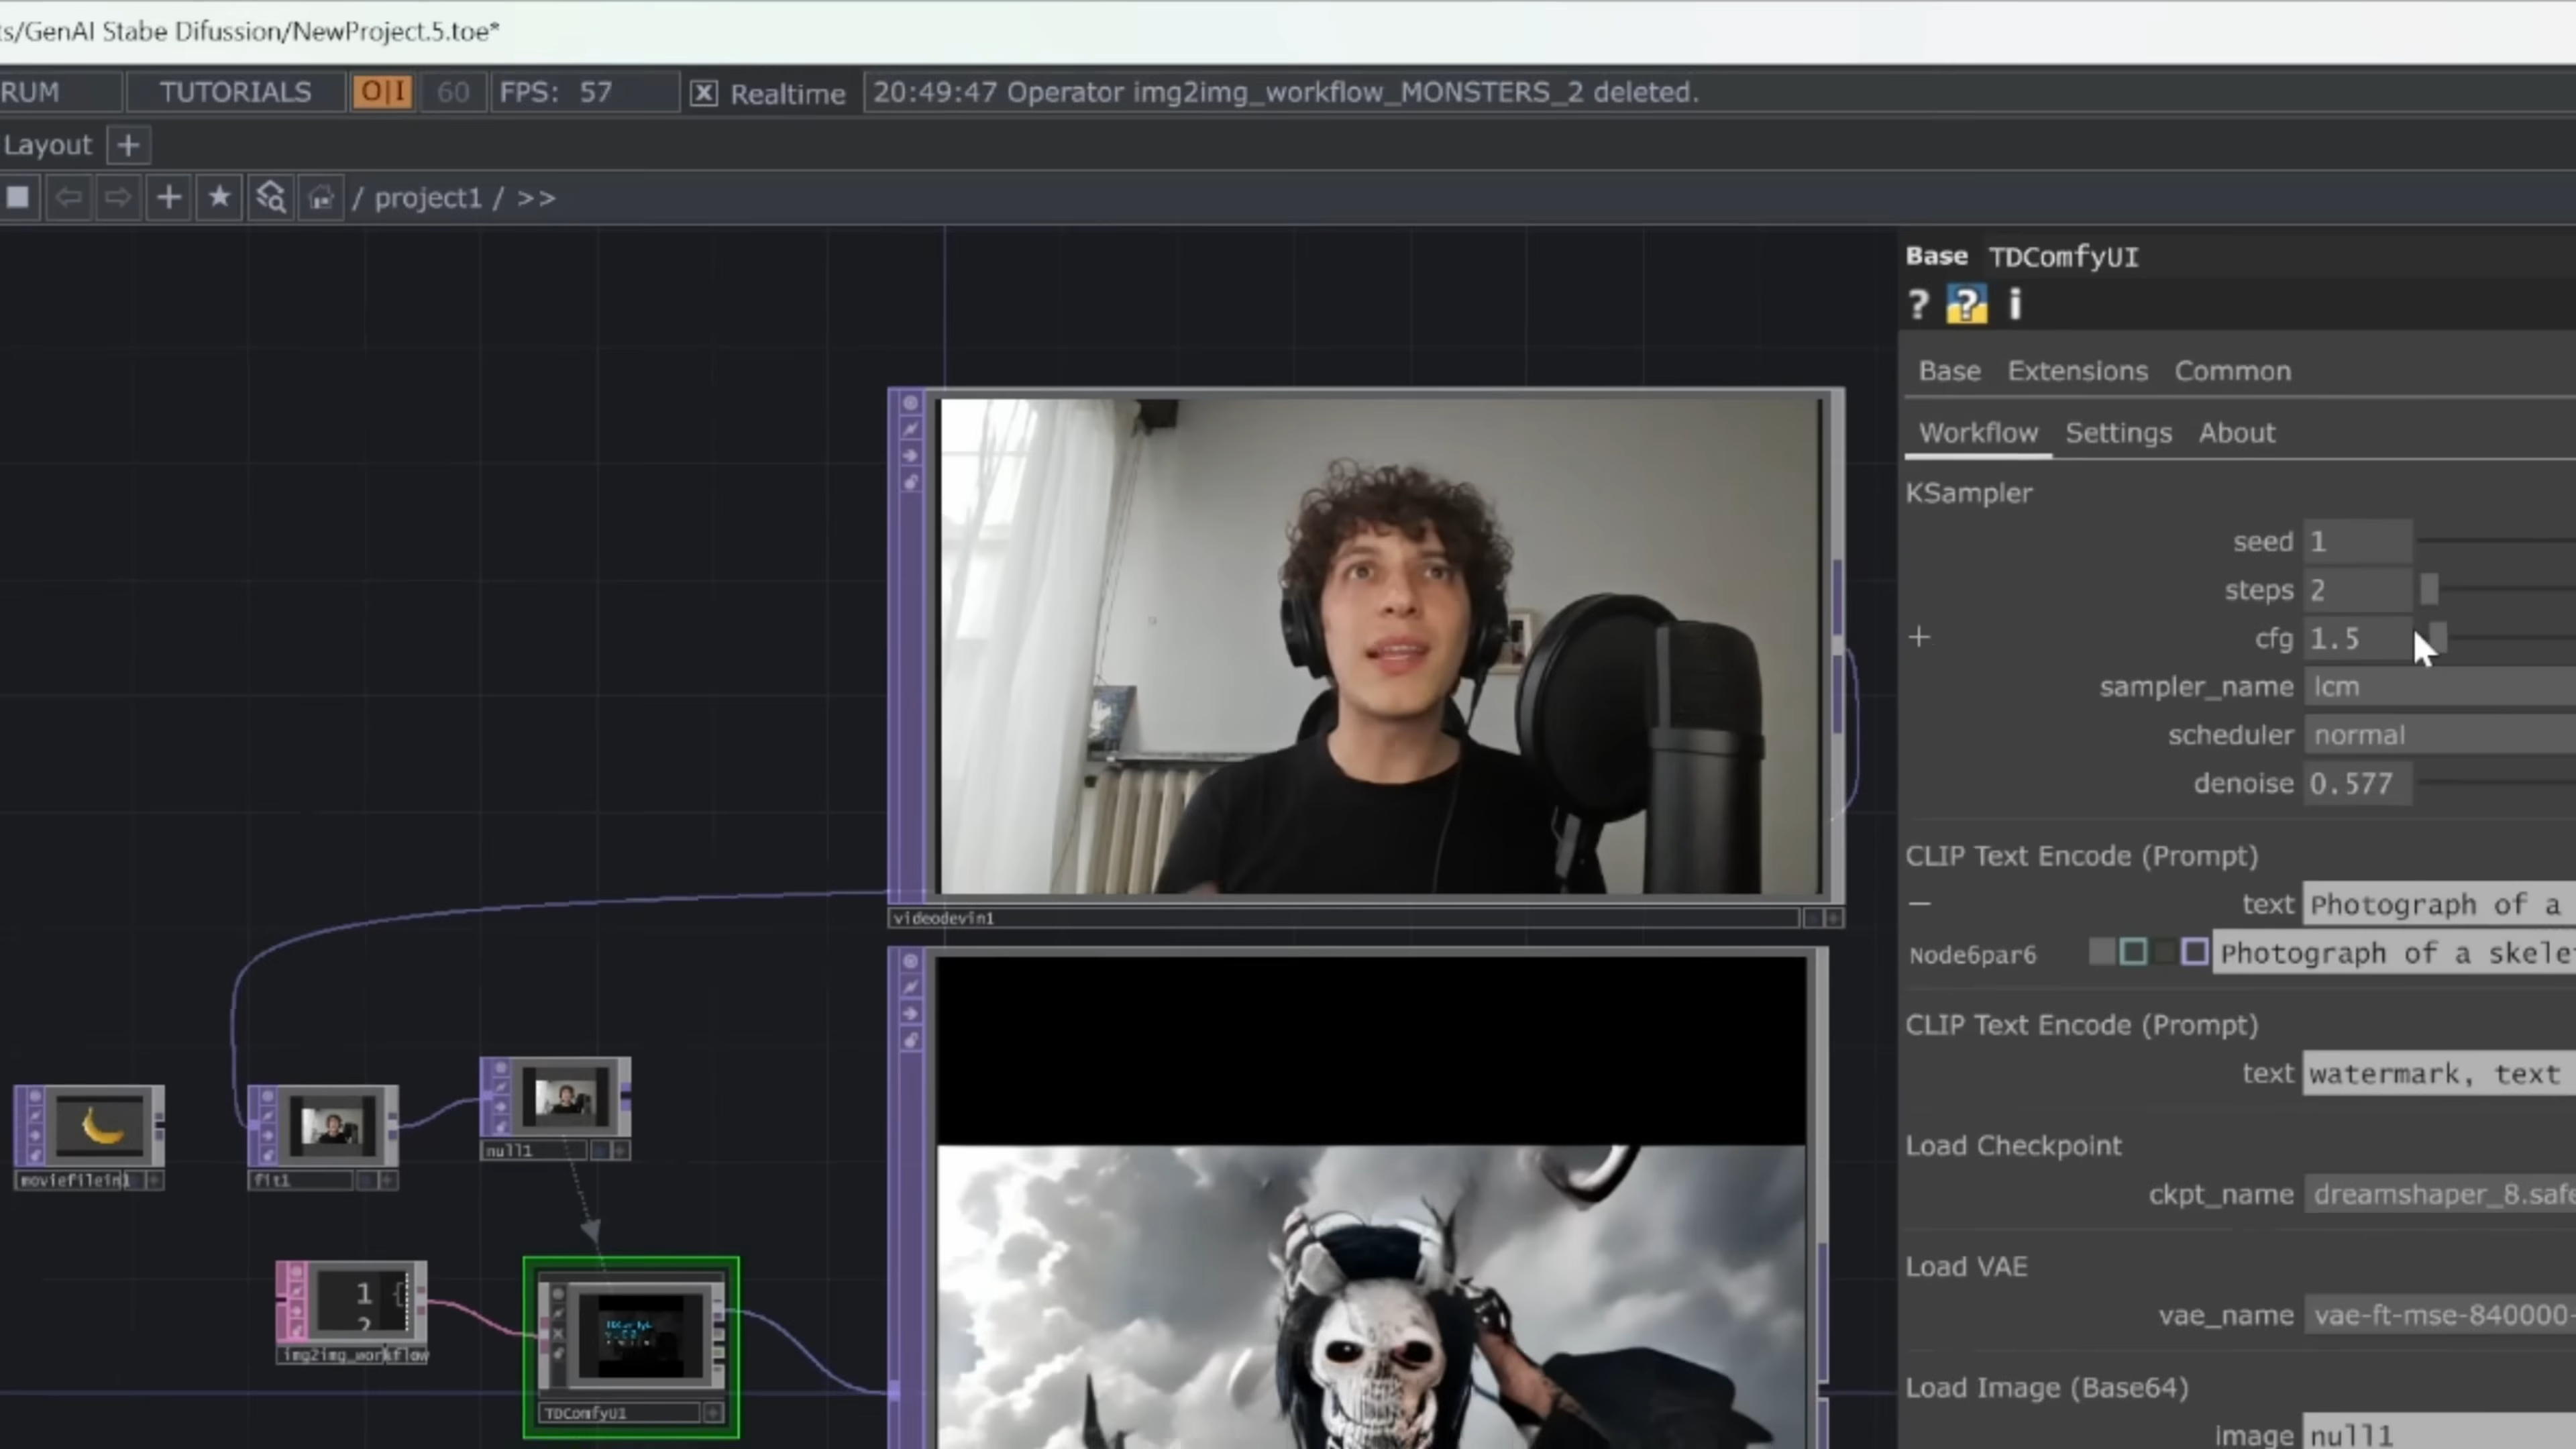 ts/GenAI Stabe Difussion/NewProject.5.toe*
RUM TUTORIALS O|I 60 FPS: 57 X Realtime 20:49:47 Operator img2img_workflow_MONSTERS_2 deleted.
Layout +
/ project1 / >>
Base TDComfyUI
? ? i
Base Extensions Common
Workflow Settings About
KSampler
seed 1
steps 2
+ cfg 1.5
sampler_name lcm
scheduler normal
denoise 0.577
CLIP Text Encode (Prompt)
text Photograph of a
Node6par6 Photograph of a skele
CLIP Text Encode (Prompt)
text watermark, text
Load Checkpoint
ckpt_name dreamshaper_8.safe
Load VAE
vae_name vae-ft-mse-840000-
Load Image (Base64)
image null1
videodevin1
null1
moviefilein1
fit1
1 {
2
img2img_workflow
TDComfyUI